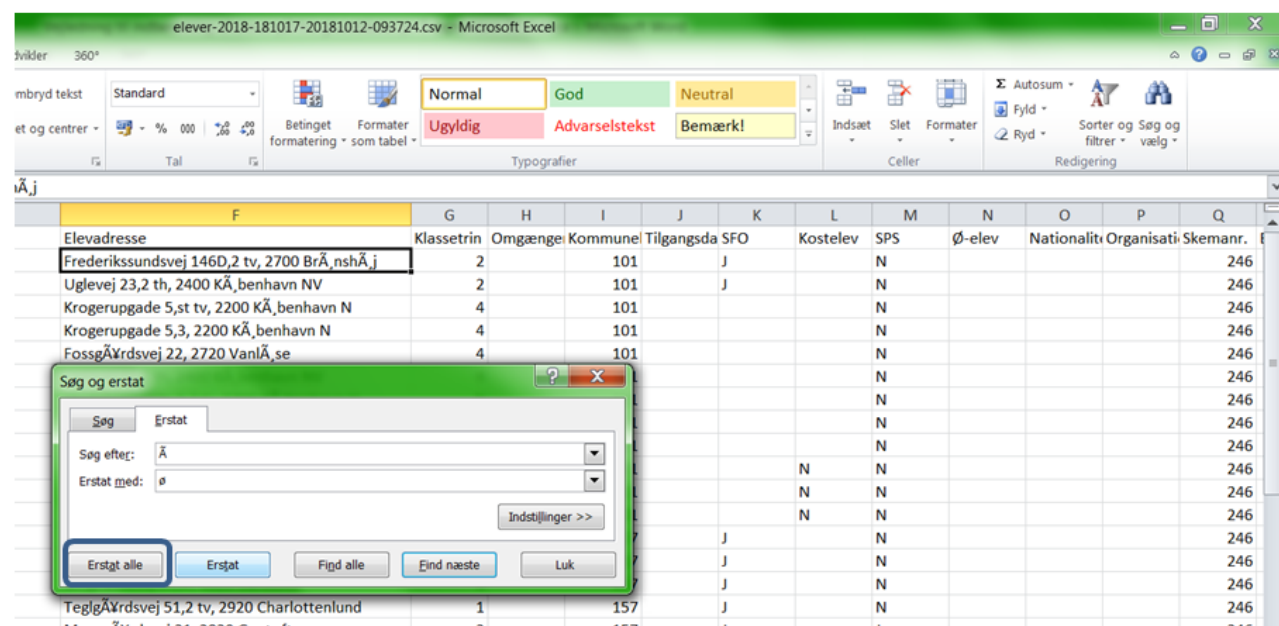 elever-2018-181017-20181012-093724.csv - Microsoft Excel
dvikler 360°
mbryd tekst Standard Betinget formatering Formater som tabel Normal God Neutral Indsæt Slet Formater Σ Autosum
et og centrer % 000 Ugyldig Advarselstekst Bemærk! Fyld Ryd Sorter og filtrer Søg og vælg
Tal Typografier Celler Redigering
Ã¸j
F G H I J K L M N O P Q
Elevadresse Klassetrin Omgænge Kommune Tilgangsda SFO Kostelev SPS Ø-elev Nationalit Organisati Skemanr.
Frederikssundsvej 146D,2 tv, 2700 BrÃ¸nshÃ¸j 2 101 J N 246
Uglevej 23,2 th, 2400 KÃ¸benhavn NV 2 101 J N 246
Krogerupgade 5,st tv, 2200 KÃ¸benhavn N 4 101 N 246
Krogerupgade 5,3, 2200 KÃ¸benhavn N 4 101 N 246
FossgÃ¥rdsvej 22, 2720 VanlÃ¸se 4 101 N 246
N 246
N 246
N 246
N 246
N N 246
N N 246
N N 246
J N 246
J N 246
J N 246
Søg og erstat
Søg Erstat
Søg efter: Ã
Erstat med: ø
Indstillinger >>
Erstat alle Erstat Find alle Find næste Luk
TeglgÃ¥rdsvej 51,2 tv, 2920 Charlottenlund 1 157 J N 246